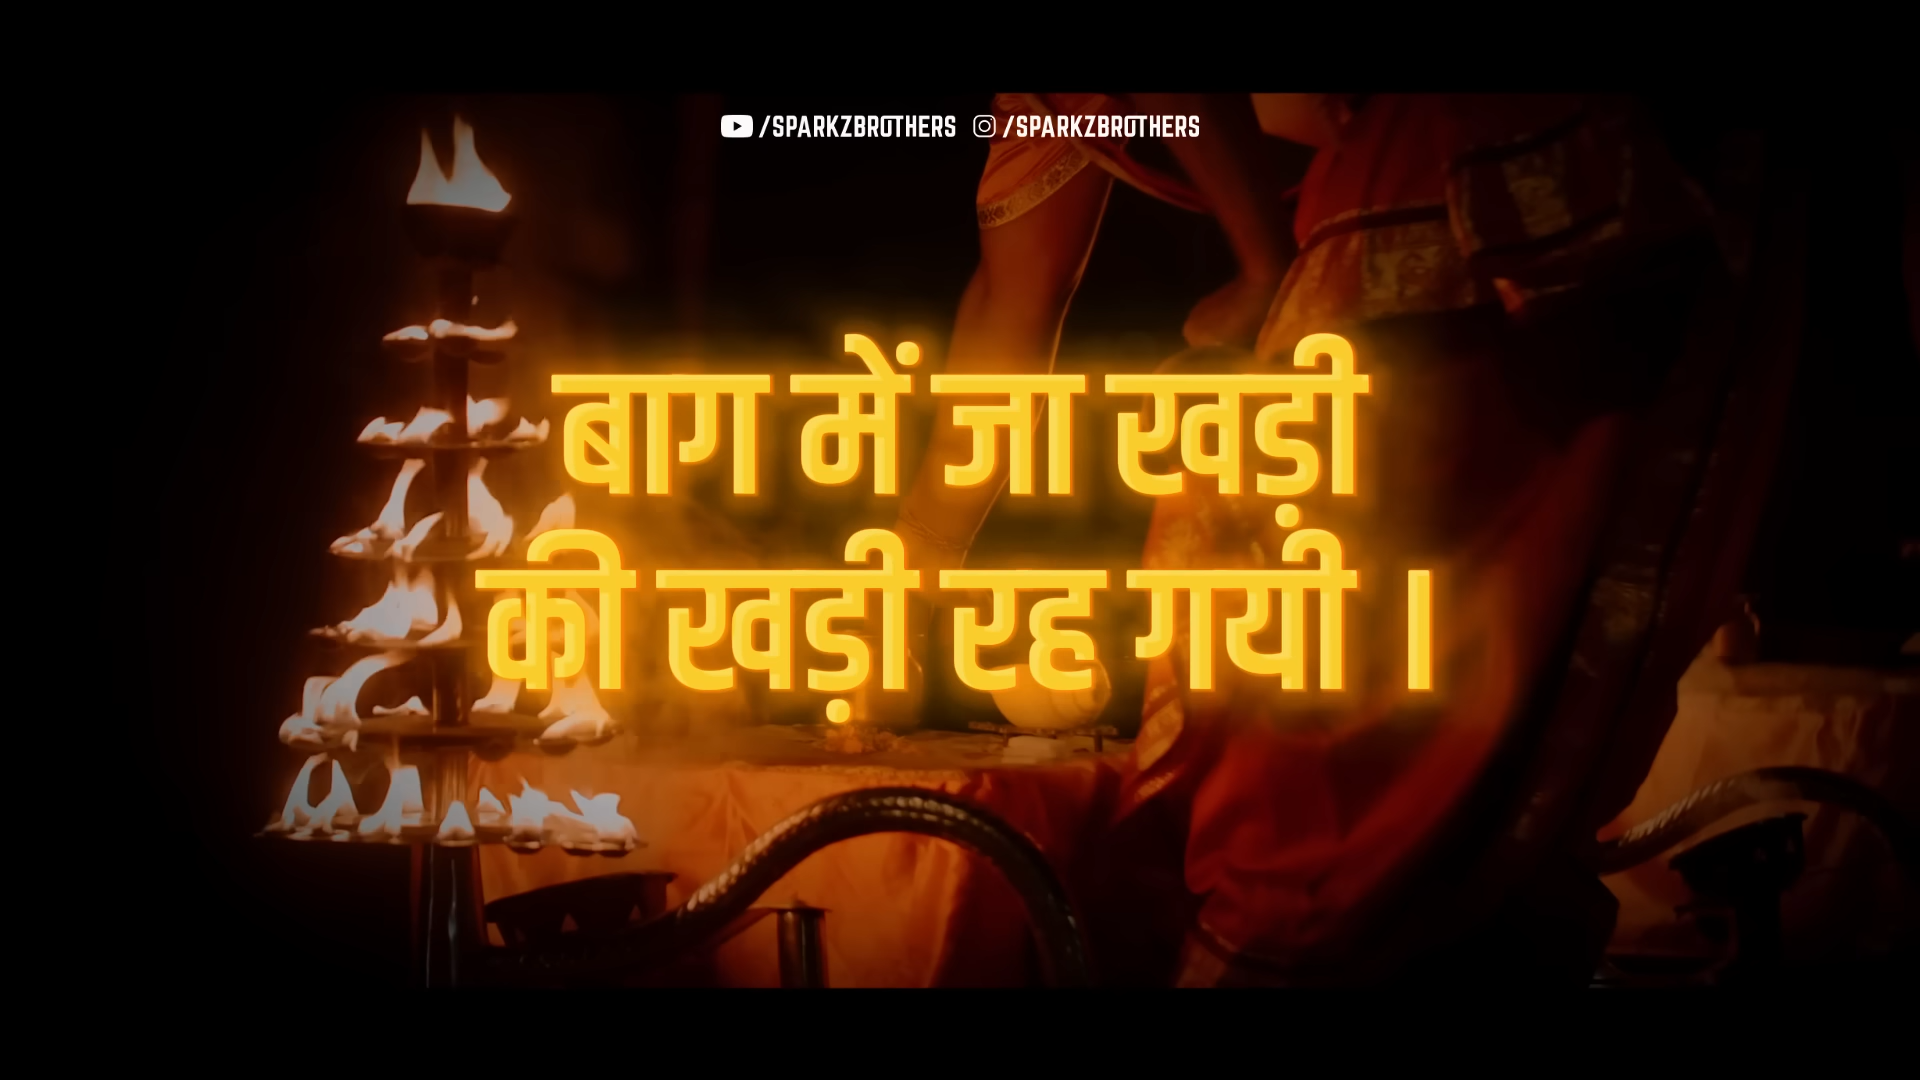 /SPARKZBROTHERS /SPARKZBROTHERS
बाग में जा खड़ी
की खड़ी रह गयी ।